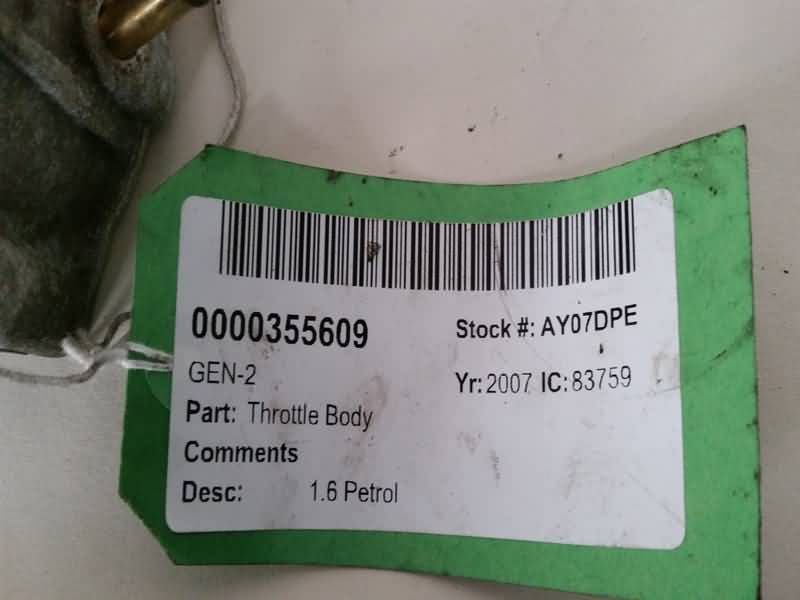 0000355609
Stock #: AY07DPE
GEN-2
Yr: 2007 IC: 83759
Part: Throttle Body
Comments
Desc: 1.6 Petrol